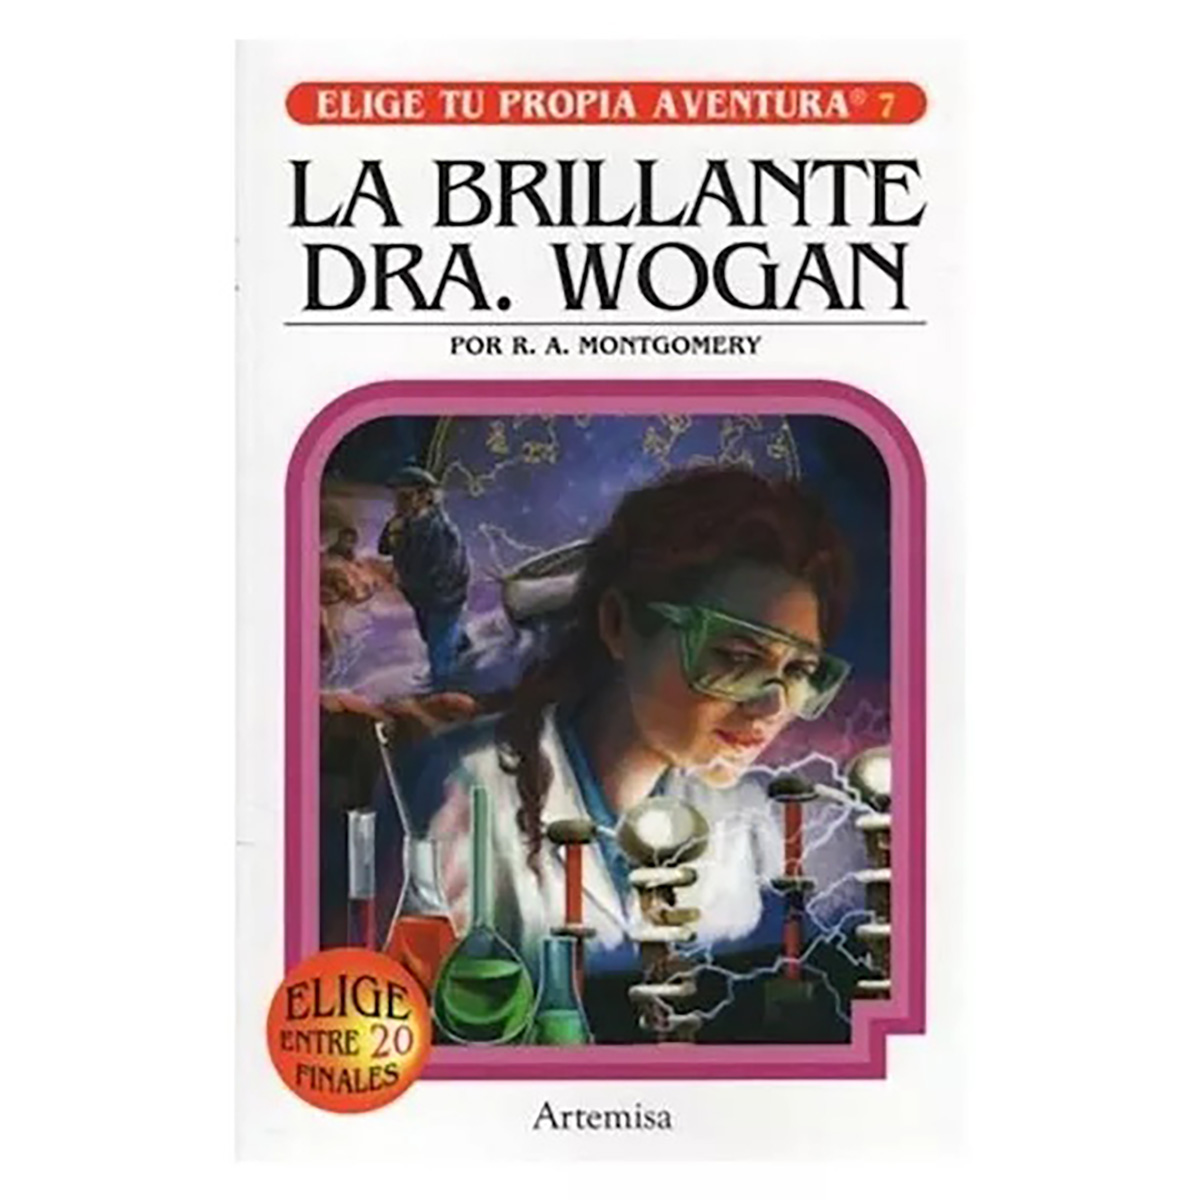 ELIGE TU PROPIA AVENTURA® 7
LA BRILLANTE
DRA. WOGAN
POR R. A. MONTGOMERY
ELIGE
ENTRE 20
FINALES
Artemisa